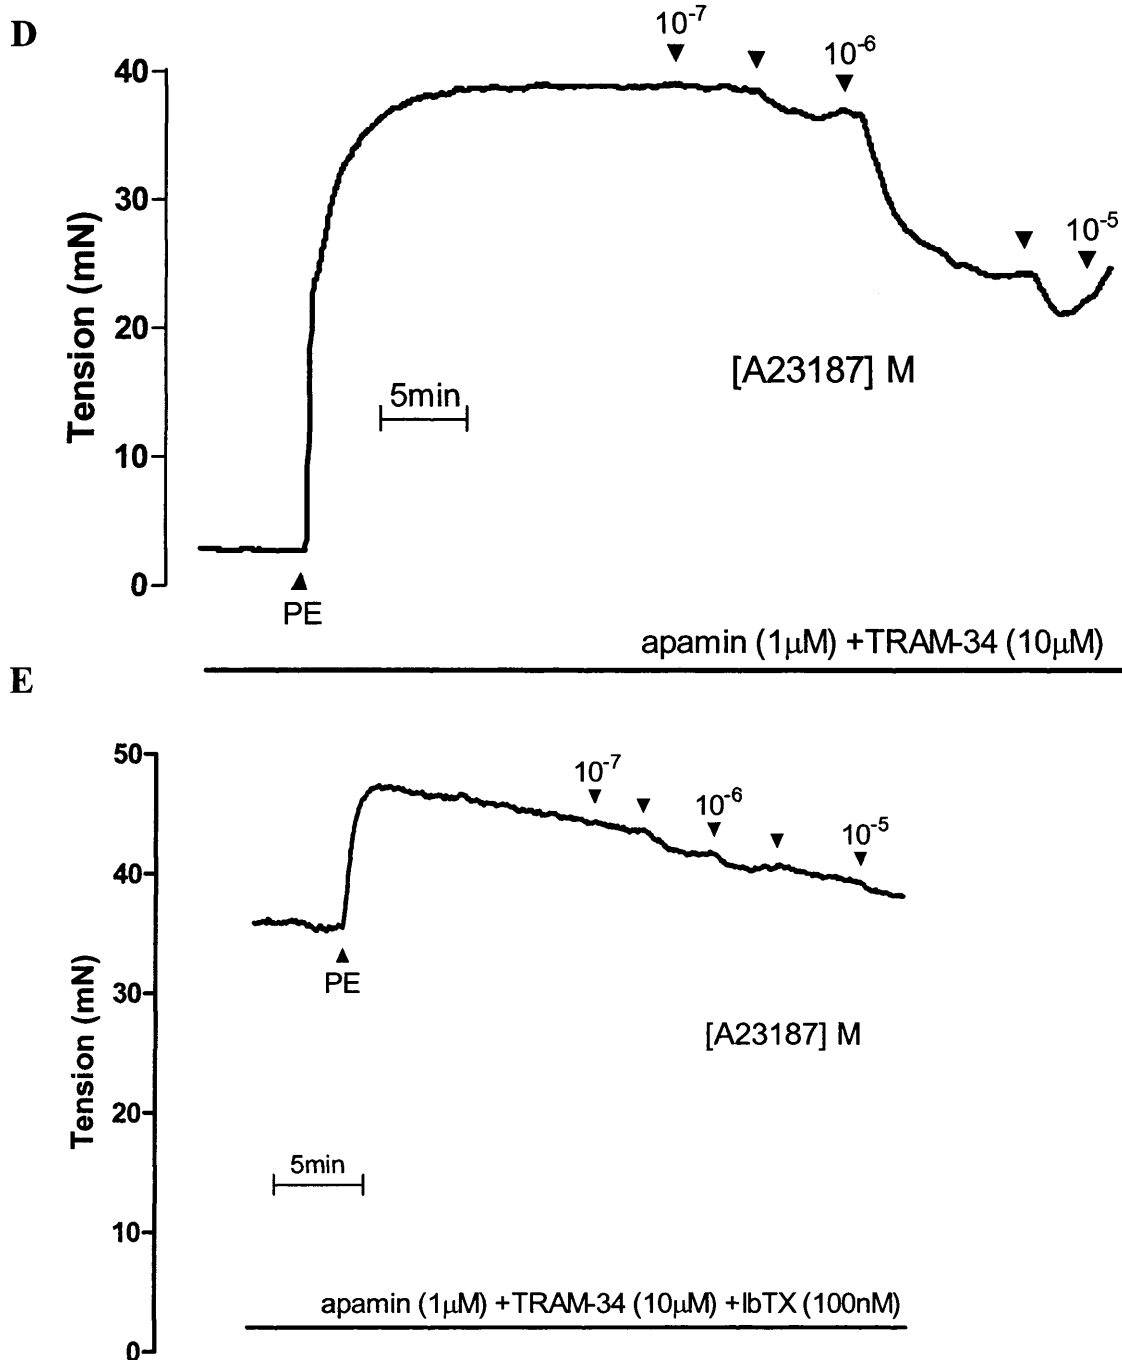 D
10-7
10-6
40
30
10-5
Tension (mN)
20
[A23187] M
5min
10
0
PE
apamin (1µM) +TRAM-34 (10µM)
E
50
10-7
10-6
10-5
40
PE
30
[A23187] M
Tension (mN)
20
5min
10
apamin (1µM) +TRAM-34 (10µM) +IbTX (100nM)
0